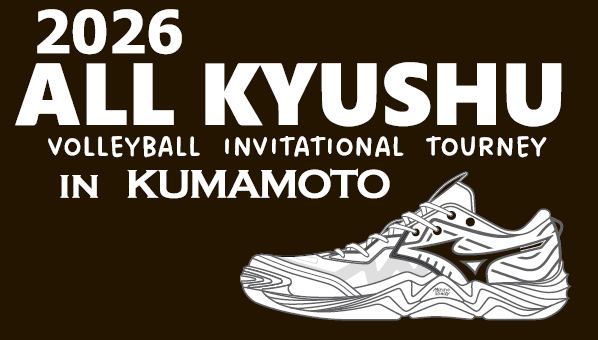 2026
ALL KYUSHU
VOLLEYBALL INVITATIONAL TOURNEY
IN KUMAMOTO